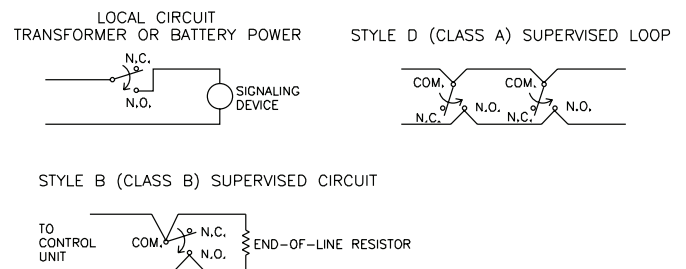 LOCAL CIRCUIT
TRANSFORMER OR BATTERY POWER
N.C.
N.O.
SIGNALING
DEVICE
STYLE D (CLASS A) SUPERVISED LOOP
COM.
N.C.
N.O.
COM.
N.C.
N.O.
STYLE B (CLASS B) SUPERVISED CIRCUIT
TO
CONTROL
UNIT
COM.
N.C.
N.O.
END-OF-LINE RESISTOR